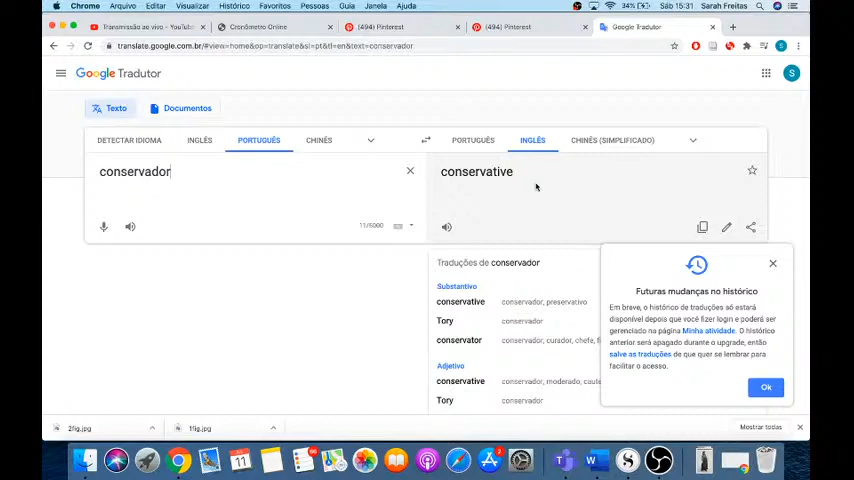 Chrome Arquivo Editar Visualizar Histórico Favoritos Pessoas Guia Janela Ajuda 34% Sáb 15:31 Sarah Freitas
Transmissão ao vivo - YouTube Cronômetro Online (494) Pinterest (494) Pinterest Google Tradutor
translate.google.com.br/#view=home&op=translate&sl=pt&tl=en&text=conservador
Google Tradutor S
Texto Documentos
DETECTAR IDIOMA INGLÊS PORTUGUÊS CHINÊS PORTUGUÊS INGLÊS CHINÊS (SIMPLIFICADO)
conservador conservative
11/5000
Traduções de conservador
Substantivo
conservative conservador, preservativo
Tory conservador
conservator conservador, curador, chefe,
Adjetivo
conservative conservador, moderado,
Tory conservador
Futuras mudanças no histórico
Em breve, o histórico de traduções só estará
disponível depois que você fizer login e poderá ser
gerenciado na página Minha atividade. O histórico
anterior será apagado durante o upgrade, então
salve as traduções de que quer se lembrar para
facilitar o acesso.
Ok
2fig.jpg 1fig.jpg Mostrar todas